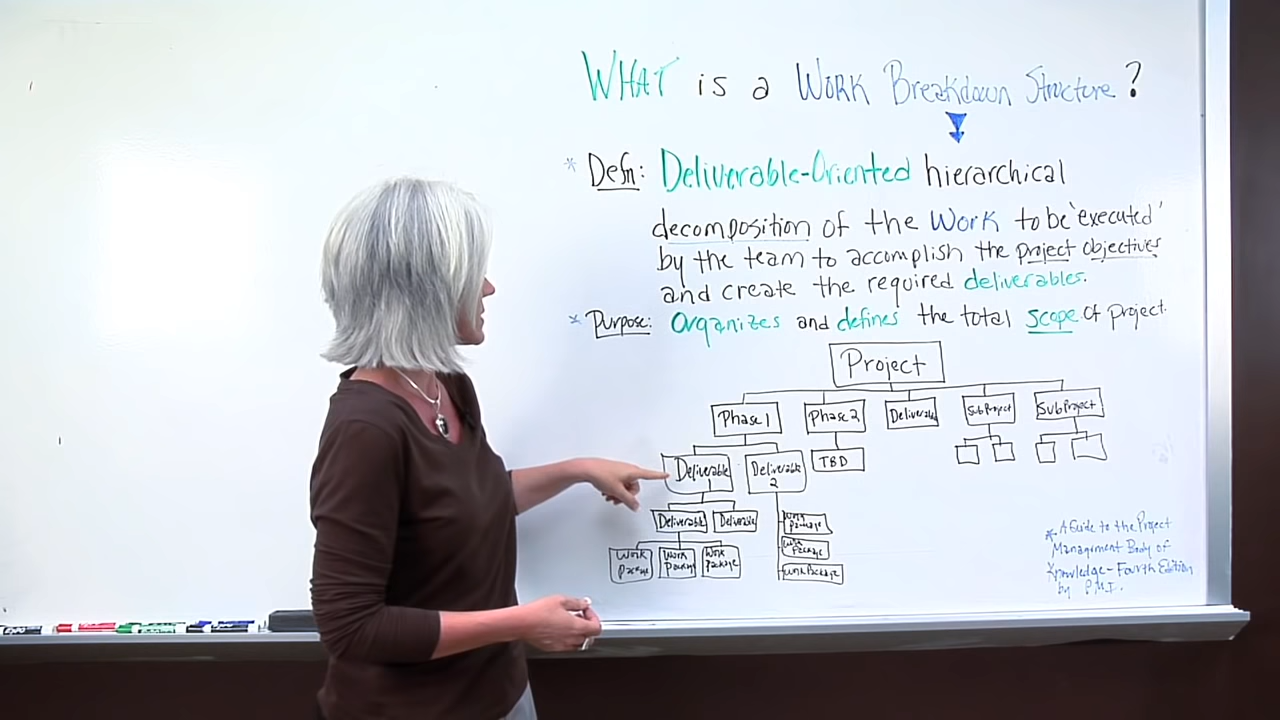 WHAT is a Work Breakdown Structure?
* Defn: Deliverable-Oriented hierarchical
decomposition of the Work to be 'executed'
by the team to accomplish the project objectives
and create the required deliverables.
* Purpose: Organizes and defines the total scope of project.
Project
Phase 1 Phase 2 Deliverable SubProject SubProject
Deliverable 1 Deliverable 2 TBD
Deliverable Deliverable Work Package
Work Package
Work Package Work Package Work Package Work Package
* A Guide to the Project
Management Body of
Knowledge - Fourth Edition
by P.M.I.
EXPO